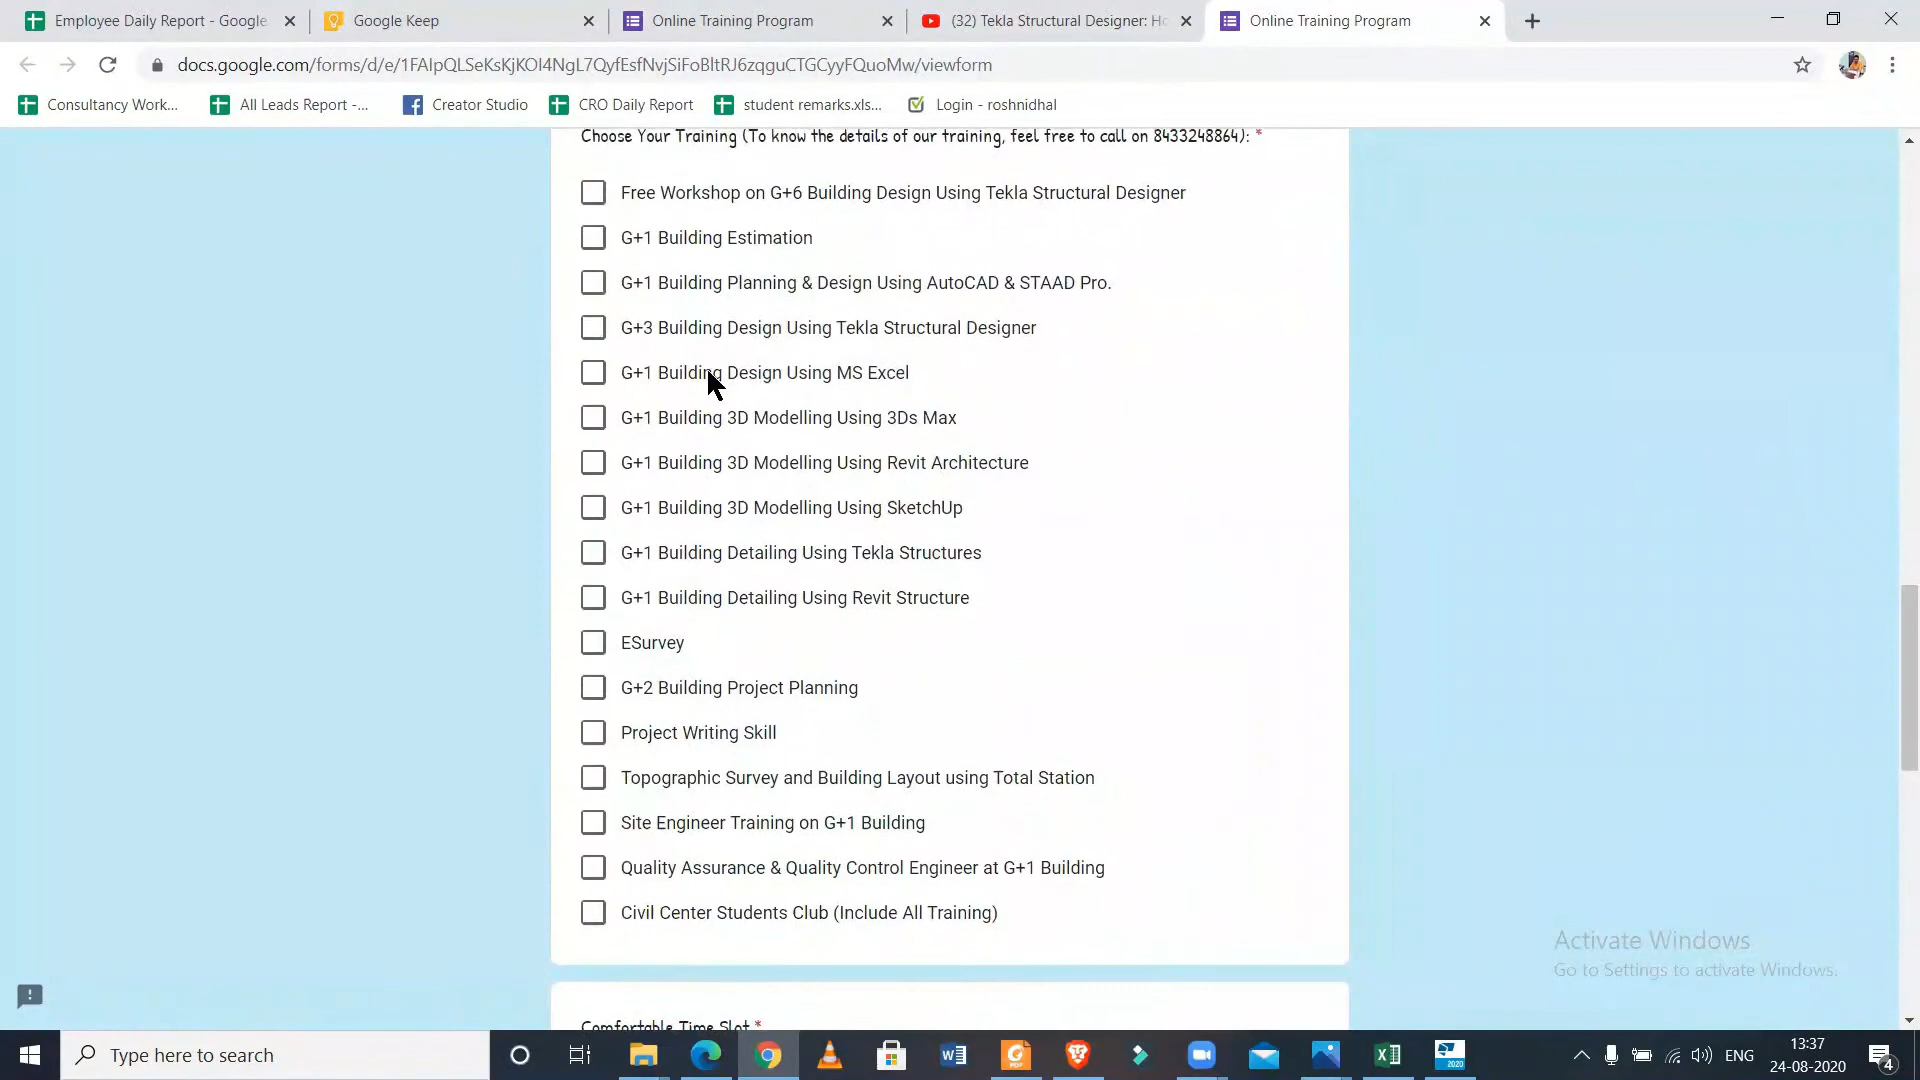 Employee Daily Report - Google
Google Keep
Online Training Program
(32) Tekla Structural Designer: Ho
Online Training Program
docs.google.com/forms/d/e/1FAIpQLSeKsKjKOI4NgL7QyfEsfNvjSiFoBltRJ6zqguCTGCyyFQuoMw/viewform
Consultancy Work...
All Leads Report -...
Creator Studio
CRO Daily Report
student remarks.xls...
Login - roshnidhal
Choose Your Training (To know the details of our training, feel free to call on 8433248864): *
Free Workshop on G+6 Building Design Using Tekla Structural Designer
G+1 Building Estimation
G+1 Building Planning & Design Using AutoCAD & STAAD Pro.
G+3 Building Design Using Tekla Structural Designer
G+1 Building Design Using MS Excel
G+1 Building 3D Modelling Using 3Ds Max
G+1 Building 3D Modelling Using Revit Architecture
G+1 Building 3D Modelling Using SketchUp
G+1 Building Detailing Using Tekla Structures
G+1 Building Detailing Using Revit Structure
ESurvey
G+2 Building Project Planning
Project Writing Skill
Topographic Survey and Building Layout using Total Station
Site Engineer Training on G+1 Building
Quality Assurance & Quality Control Engineer at G+1 Building
Civil Center Students Club (Include All Training)
Activate Windows
Go to Settings to activate Windows.
Comfortable Time Slot *
Type here to search
ENG
13:37
24-08-2020
4
2020